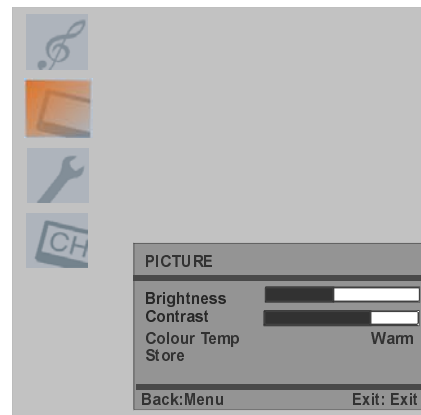 CH
PICTURE
Brightness
Contrast
Colour Temp Warm
Store
Back:Menu Exit: Exit